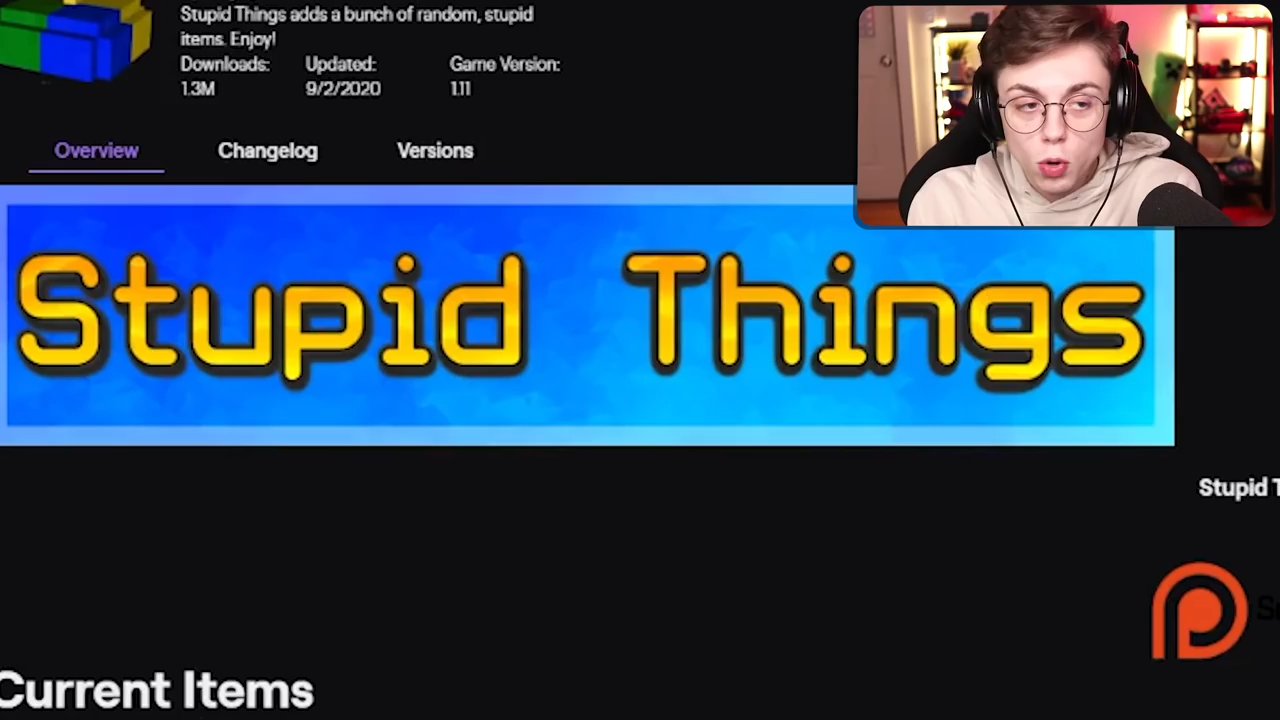 Stupid Things adds a bunch of random, stupid
items. Enjoy!
Downloads: Updated: Game Version:
1.3M 9/2/2020 1.11
Overview Changelog Versions
Stupid Things
Stupid
Current Items